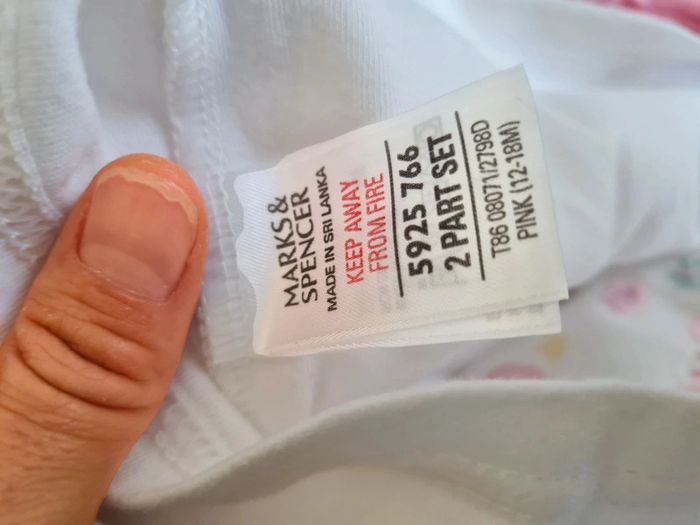 MARKS &
SPENCER
MADE IN SRI LANKA
KEEP AWAY
FROM FIRE
5925 766
2 PART SET
T86 08071/2798D
PINK (12-18M)